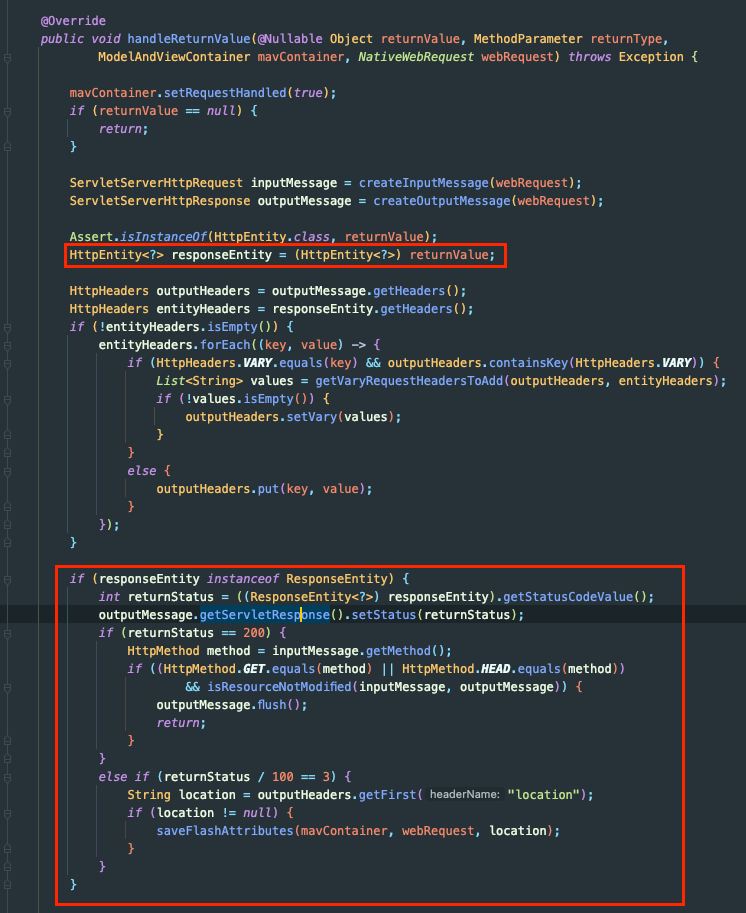 @Override
public void handleReturnValue(@Nullable Object returnValue, MethodParameter returnType,
        ModelAndViewContainer mavContainer, NativeWebRequest webRequest) throws Exception {
    mavContainer.setRequestHandled(true);
    if (returnValue == null) {
        return;
    }
    ServletServerHttpRequest inputMessage = createInputMessage(webRequest);
    ServletServerHttpResponse outputMessage = createOutputMessage(webRequest);
    Assert.isInstanceOf(HttpEntity.class, returnValue);
    HttpEntity<?> responseEntity = (HttpEntity<?>) returnValue;
    HttpHeaders outputHeaders = outputMessage.getHeaders();
    HttpHeaders entityHeaders = responseEntity.getHeaders();
    if (!entityHeaders.isEmpty()) {
        entityHeaders.forEach((key, value) -> {
            if (HttpHeaders.VARY.equals(key) && outputHeaders.containsKey(HttpHeaders.VARY)) {
                List<String> values = getVaryRequestHeadersToAdd(outputHeaders, entityHeaders);
                if (!values.isEmpty()) {
                    outputHeaders.setVary(values);
                }
            }
            else {
                outputHeaders.put(key, value);
            }
        });
    }
    if (responseEntity instanceof ResponseEntity) {
        int returnStatus = ((ResponseEntity<?>) responseEntity).getStatusCodeValue();
        outputMessage.getServletResponse().setStatus(returnStatus);
        if (returnStatus == 200) {
            HttpMethod method = inputMessage.getMethod();
            if ((HttpMethod.GET.equals(method) || HttpMethod.HEAD.equals(method))
                    && isResourceNotModified(inputMessage, outputMessage)) {
                outputMessage.flush();
                return;
            }
        }
        else if (returnStatus / 100 == 3) {
            String location = outputHeaders.getFirst( headerName: "location");
            if (location != null) {
                saveFlashAttributes(mavContainer, webRequest, location);
            }
        }
    }